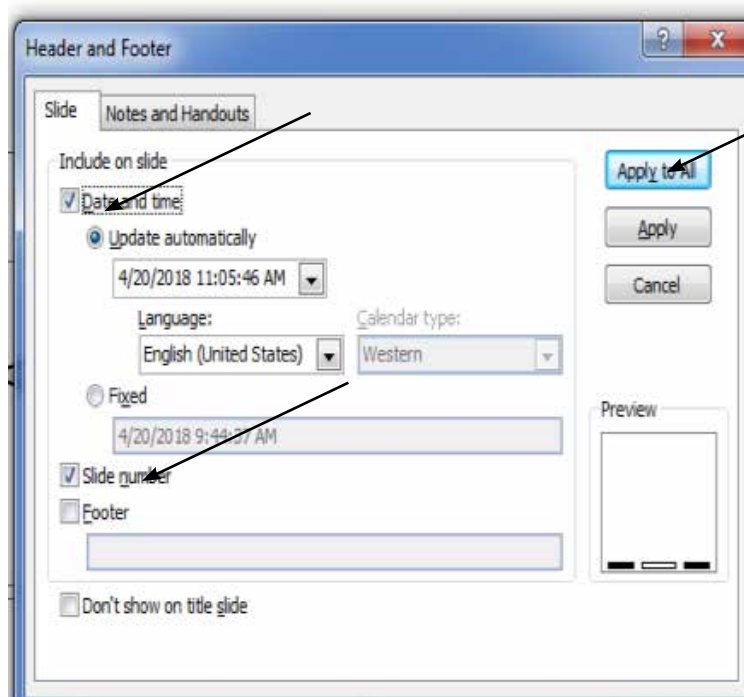 Header and Footer
Slide
Notes and Handouts
Include on slide
Date and time
Update automatically
4/20/2018 11:05:46 AM
Language:
Calendar type:
English (United States)
Western
Fixed
4/20/2018 9:44:37 AM
Slide number
Footer
Don't show on title slide
Apply to All
Apply
Cancel
Preview